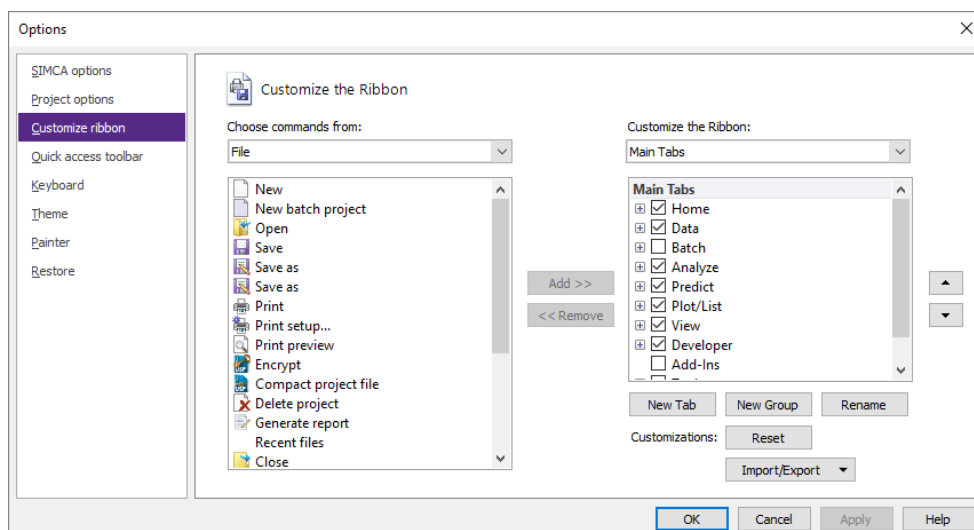 Options
SIMCA options
Project options
Customize ribbon
Quick access toolbar
Keyboard
Theme
Painter
Restore
Customize the Ribbon
Choose commands from:
File
New
New batch project
Open
Save
Save as
Save as
Print
Print setup...
Print preview
Encrypt
Compact project file
Delete project
Generate report
Recent files
Close
Add >>
<< Remove
Customize the Ribbon:
Main Tabs
Main Tabs
Home
Data
Batch
Analyze
Predict
Plot/List
View
Developer
Add-Ins
New Tab
New Group
Rename
Customizations:
Reset
Import/Export
OK
Cancel
Apply
Help